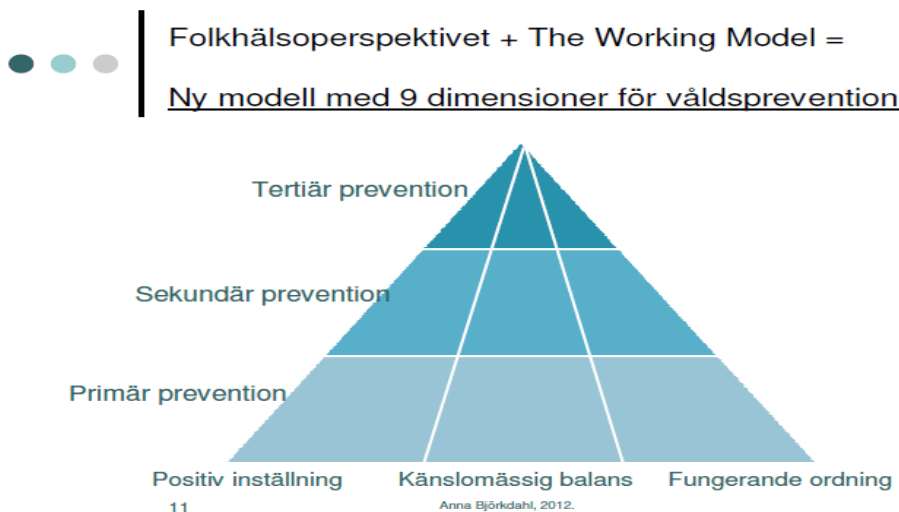 Folkhälsoperspektivet + The Working Model =
Ny modell med 9 dimensioner för våldsprevention
Tertiär prevention
Sekundär prevention
Primär prevention
Positiv inställning Känslomässig balans Fungerande ordning
11 Anna Björkdahl, 2012.